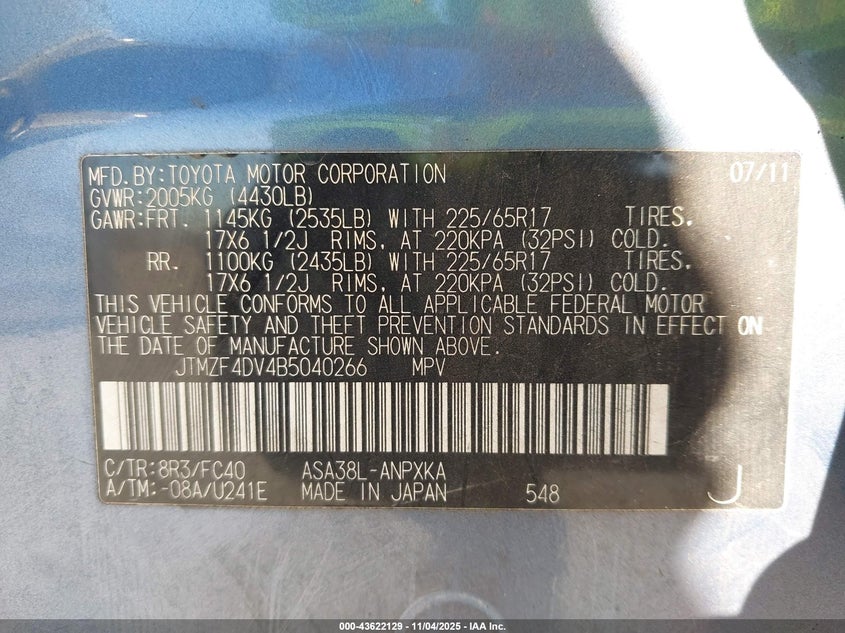 MFD.BY:TOYOTA MOTOR CORPORATION 07/11
GVWR:2005KG (4430LB)
GAWR:FRT. 1145KG (2535LB) WITH 225/65R17 TIRES.
17X6 1/2J RIMS, AT 220KPA (32PSI) COLD.
RR. 1100KG (2435LB) WITH 225/65R17 TIRES.
17X6 1/2J RIMS, AT 220KPA (32PSI) COLD.
THIS VEHICLE CONFORMS TO ALL APPLICABLE FEDERAL MOTOR
VEHICLE SAFETY AND THEFT PREVENTION STANDARDS IN EFFECT ON
THE DATE OF MANUFACTURE SHOWN ABOVE.
JTMZF4DV4B5040266 MPV
C/TR:8R3/FC40 ASA38L-ANPXKA
A/TM:-08A/U241E MADE IN JAPAN 548 J
000-43622129 - 11/04/2025 - IAA Inc.